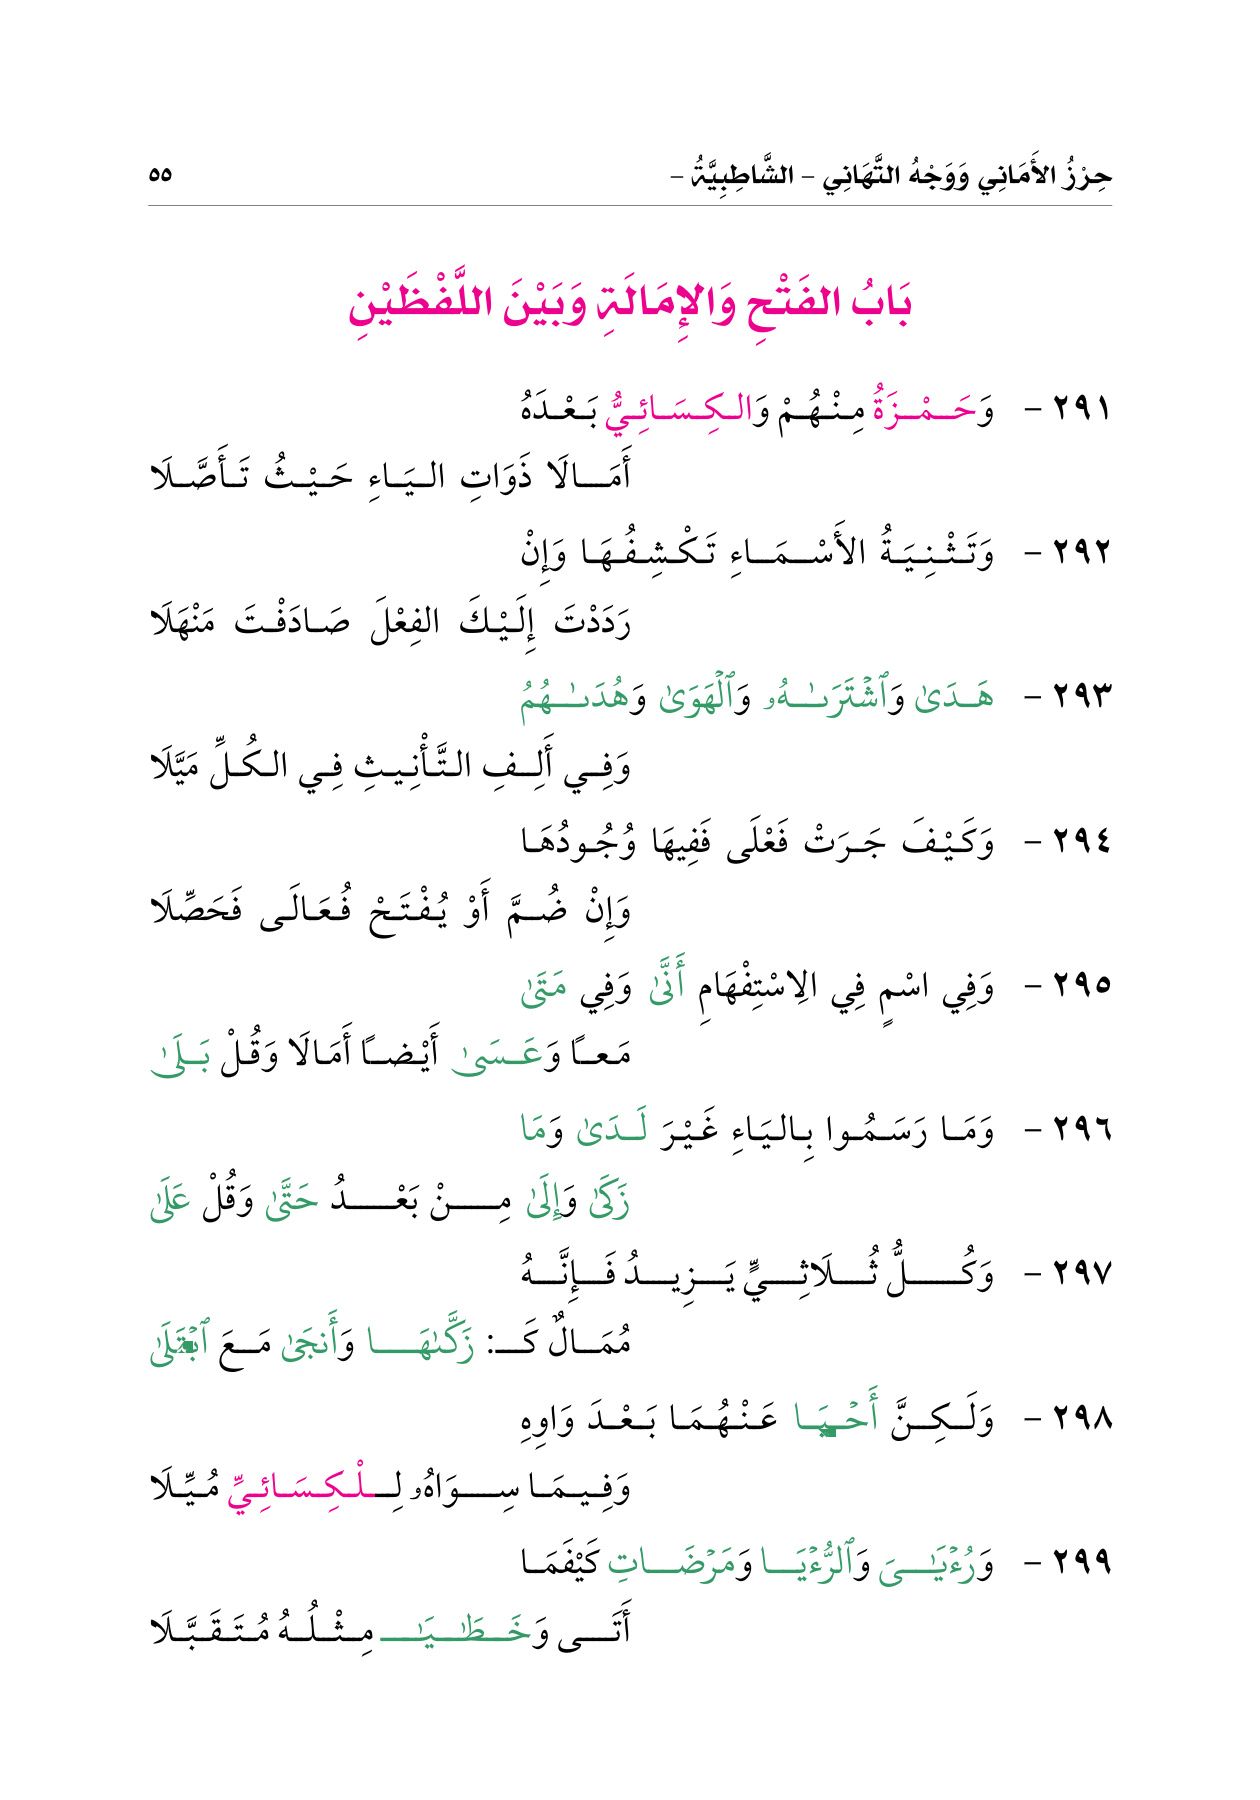 حِرْزُ الأَمَانِي وَوَجْهُ التَّهَانِي – الشَّاطِبِيَّةُ – ٥٥
بَابُ الفَتْحِ وَالإِمَالَةِ وَبَيْنَ اللَّفْظَيْنِ
٢٩١ – وَحَمْزَةُ مِنْهُمْ وَالكِسَائِيُّ بَعْدَهُ
أَمَالَا ذَوَاتِ اليَاءِ حَيْثُ تَأَصَّلَا
٢٩٢ – وَتَثْنِيَةُ الأَسْمَاءِ تَكْشِفُهَا وَإِنْ
رَدَدْتَ إِلَيْكَ الفِعْلَ صَادَفْتَ مَنْهَلَا
٢٩٣ – هَدَىٰ وَٱشْتَرَىٰهُۥ وَٱلْهَوَىٰ وَهُدَىٰهُمُ
وَفِي أَلِفِ التَّأْنِيثِ فِي الكُلِّ مَيَّلَا
٢٩٤ – وَكَيْفَ جَرَتْ فَعْلَى فَفِيهَا وُجُودُهَا
وَإِنْ ضُمَّ أَوْ يُفْتَحْ فُعَالَى فَحَصِّلَا
٢٩٥ – وَفِي اسْمٍ فِي الِاسْتِفْهَامِ أَنَّىٰ وَفِي مَتَىٰ
مَعًا وَعَسَىٰ أَيْضًا أَمَالَا وَقُلْ بَلَىٰ
٢٩٦ – وَمَا رَسَمُوا بِاليَاءِ غَيْرَ لَدَىٰ وَمَا
زَكَىٰ وَإِلَىٰ مِنْ بَعْدُ حَتَّىٰ وَقُلْ عَلَىٰ
٢٩٧ – وَكُلُّ ثُلَاثِيٍّ يَزِيدُ فَإِنَّهُ
مُمَالٌ كَـ: زَكَّىٰهَا وَأَنجَىٰ مَعَ ٱبْتَلَىٰ
٢٩٨ – وَلَكِنَّ أَحْيَا عَنْهُمَا بَعْدَ وَاوِهِ
وَفِيمَا سِوَاهُۥ لِلْكِسَائِيِّ مُيِّلَا
٢٩٩ – وَرُءْيَٰىَ وَٱلرُّءْيَا وَمَرْضَاتِ كَيْفَمَا
أَتَى وَخَطَٰيَٰـ مِثْلُهُ مُتَقَبَّلَا